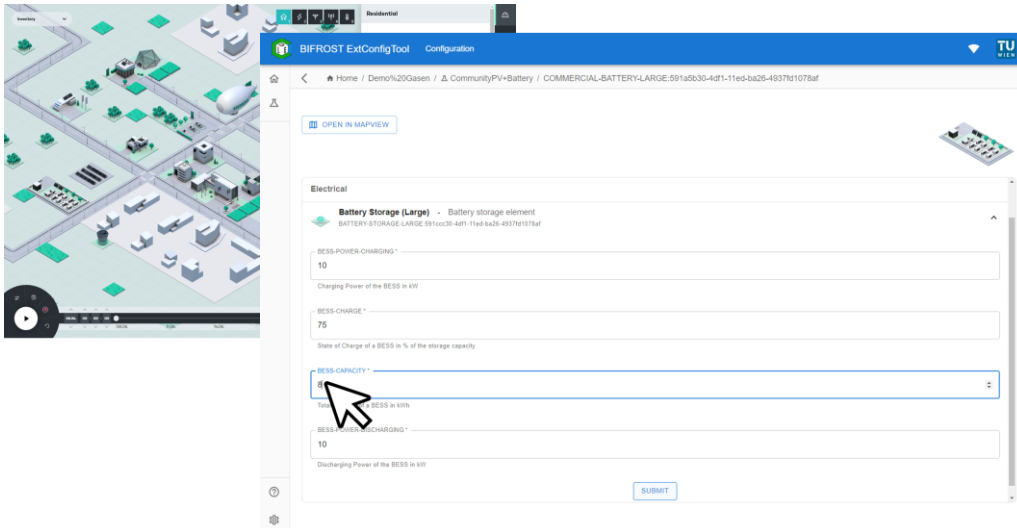 Inventory
Residential
BIFROST ExtConfigTool Configuration
TU
WIEN
Home / Demo%20Gasen / CommunityPV+Battery / COMMERCIAL-BATTERY-LARGE:591a5b30-4df1-11ed-ba26-4937fd1078af
OPEN IN MAPVIEW
Electrical
Battery Storage (Large) - Battery storage element
BATTERY-STORAGE-LARGE:591ccc30-4df1-11ed-ba26-4937fd1078af
BESS-POWER-CHARGING *
10
Charging Power of the BESS in kW
BESS-CHARGE *
75
State of Charge of a BESS in % of the storage capacity
BESS-CAPACITY *
8
a BESS in kWh
BESS-POWER-DISCHARGING *
10
Discharging Power of the BESS in kW
SUBMIT